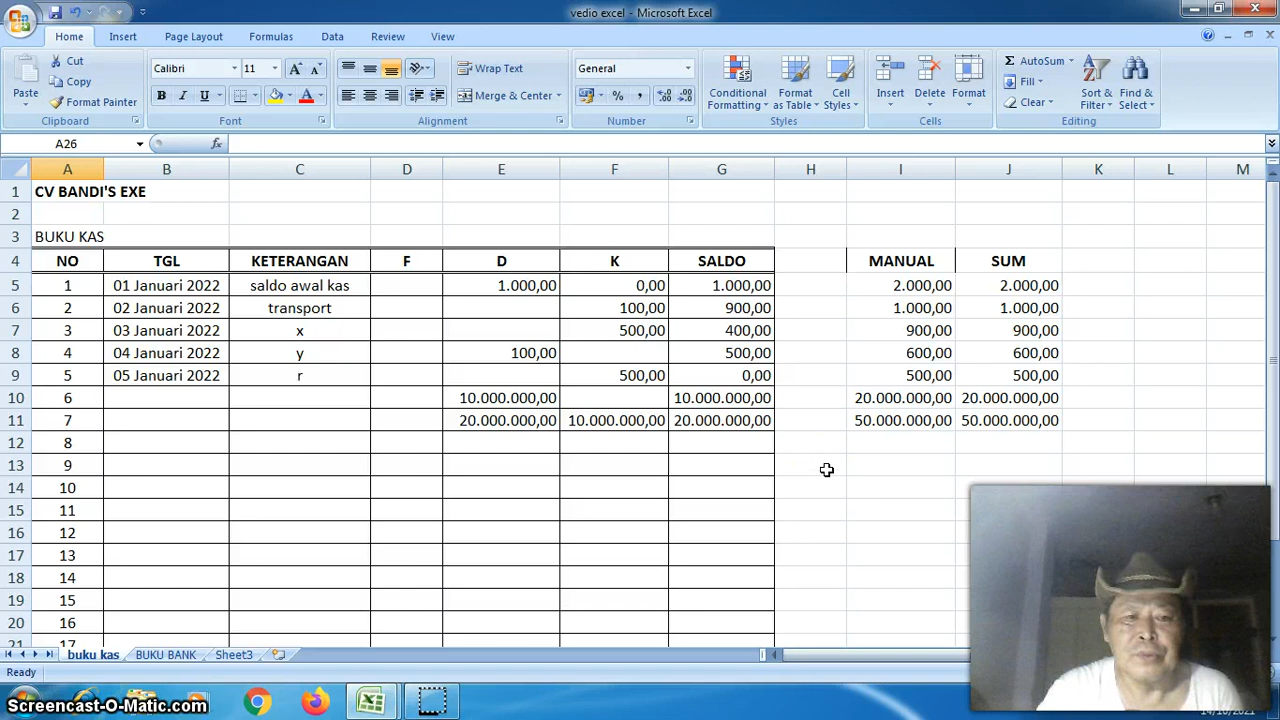 vedio excel - Microsoft Excel
Home Insert Page Layout Formulas Data Review View
Cut
Copy
Format Painter
Paste
Clipboard
Calibri 11
B I U
Font
Wrap Text
Merge & Center
Alignment
General
Number
Conditional Formatting
Format as Table
Cell Styles
Styles
Insert Delete Format
Cells
AutoSum
Fill
Clear
Sort & Filter
Find & Select
Editing
A26
fx
A B C D E F G H I J K L M
1 CV BANDI'S EXE
2
3 BUKU KAS
4 NO TGL KETERANGAN F D K SALDO MANUAL SUM
5 1 01 Januari 2022 saldo awal kas 1.000,00 0,00 1.000,00 2.000,00 2.000,00
6 2 02 Januari 2022 transport 100,00 900,00 1.000,00 1.000,00
7 3 03 Januari 2022 x 500,00 400,00 900,00 900,00
8 4 04 Januari 2022 y 100,00 500,00 600,00 600,00
9 5 05 Januari 2022 r 500,00 0,00 500,00 500,00
10 6 10.000.000,00 10.000.000,00 20.000.000,00 20.000.000,00
11 7 20.000.000,00 10.000.000,00 20.000.000,00 50.000.000,00 50.000.000,00
12 8
13 9
14 10
15 11
16 12
17 13
18 14
19 15
20 16
21 17
buku kas BUKU BANK Sheet3
Ready
Screencast-O-Matic.com
14/10/2021